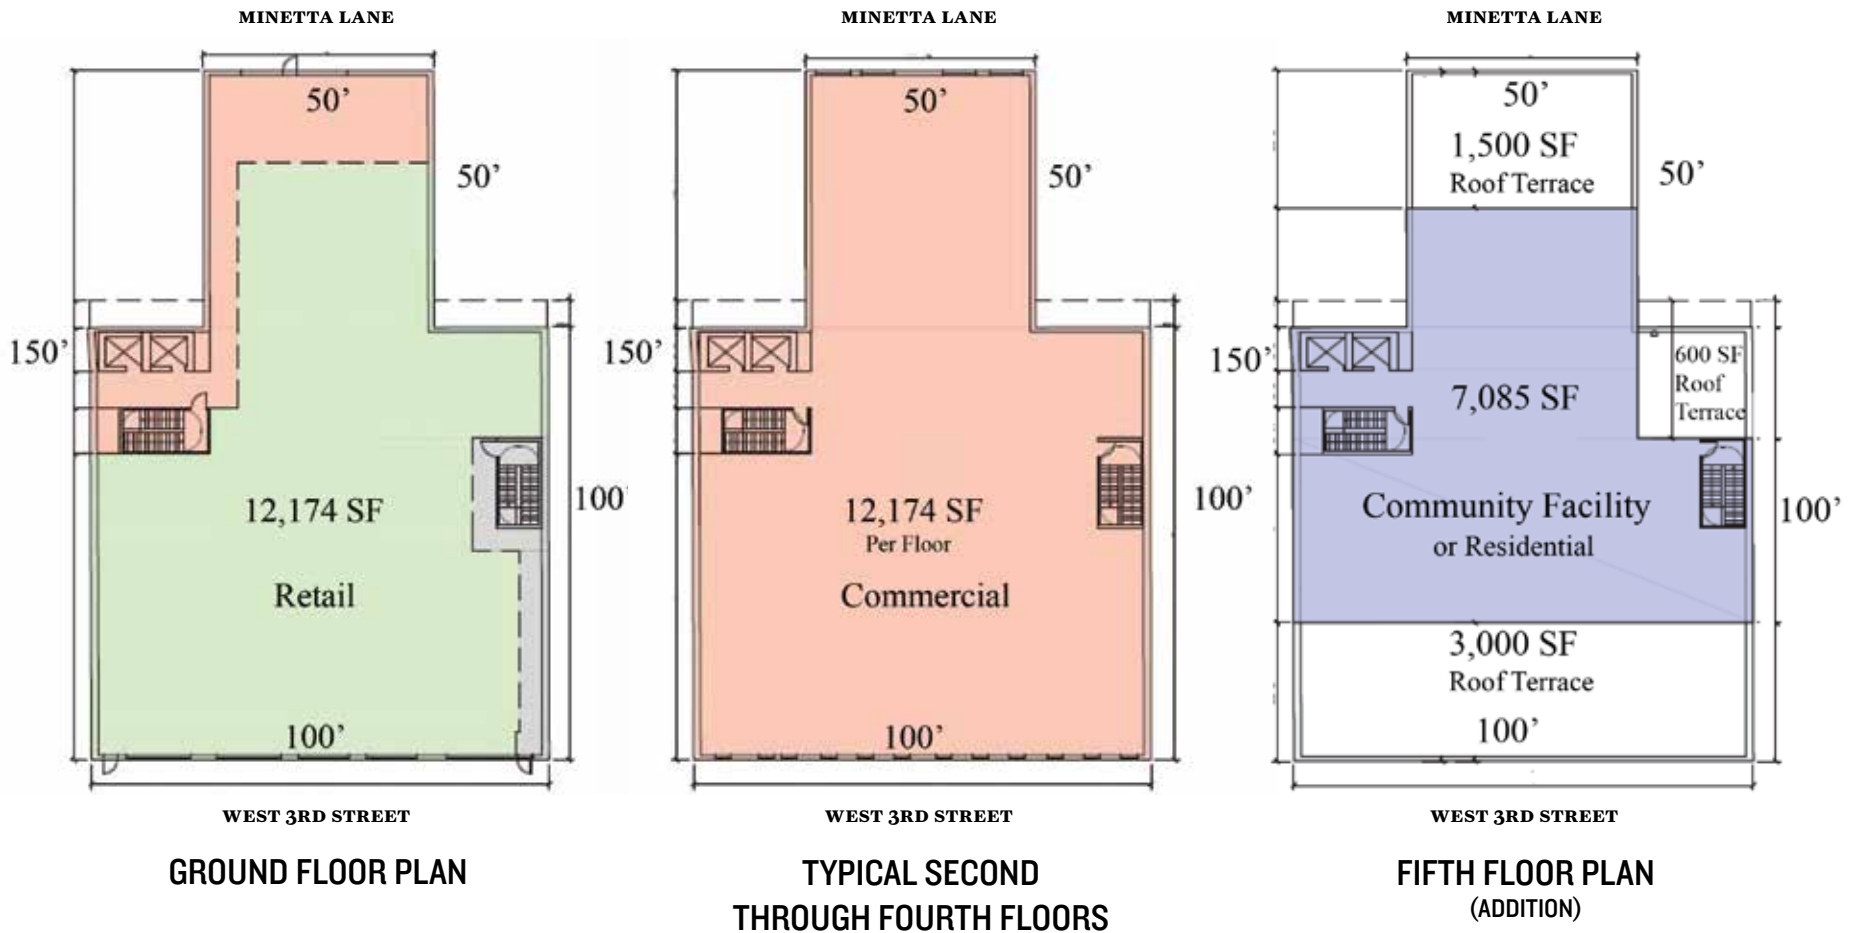 MINETTA LANE
50’
50’
150’
12,174 SF
100’
Retail
100’
WEST 3RD STREET
GROUND FLOOR PLAN
MINETTA LANE
50’
50’
150’
12,174 SF
Per Floor
100’
Commercial
100’
WEST 3RD STREET
TYPICAL SECOND
THROUGH FOURTH FLOORS
MINETTA LANE
50’
1,500 SF
Roof Terrace
50’
150’
600 SF
Roof
Terrace
7,085 SF
Community Facility
or Residential
100’
3,000 SF
Roof Terrace
100’
WEST 3RD STREET
FIFTH FLOOR PLAN
(ADDITION)